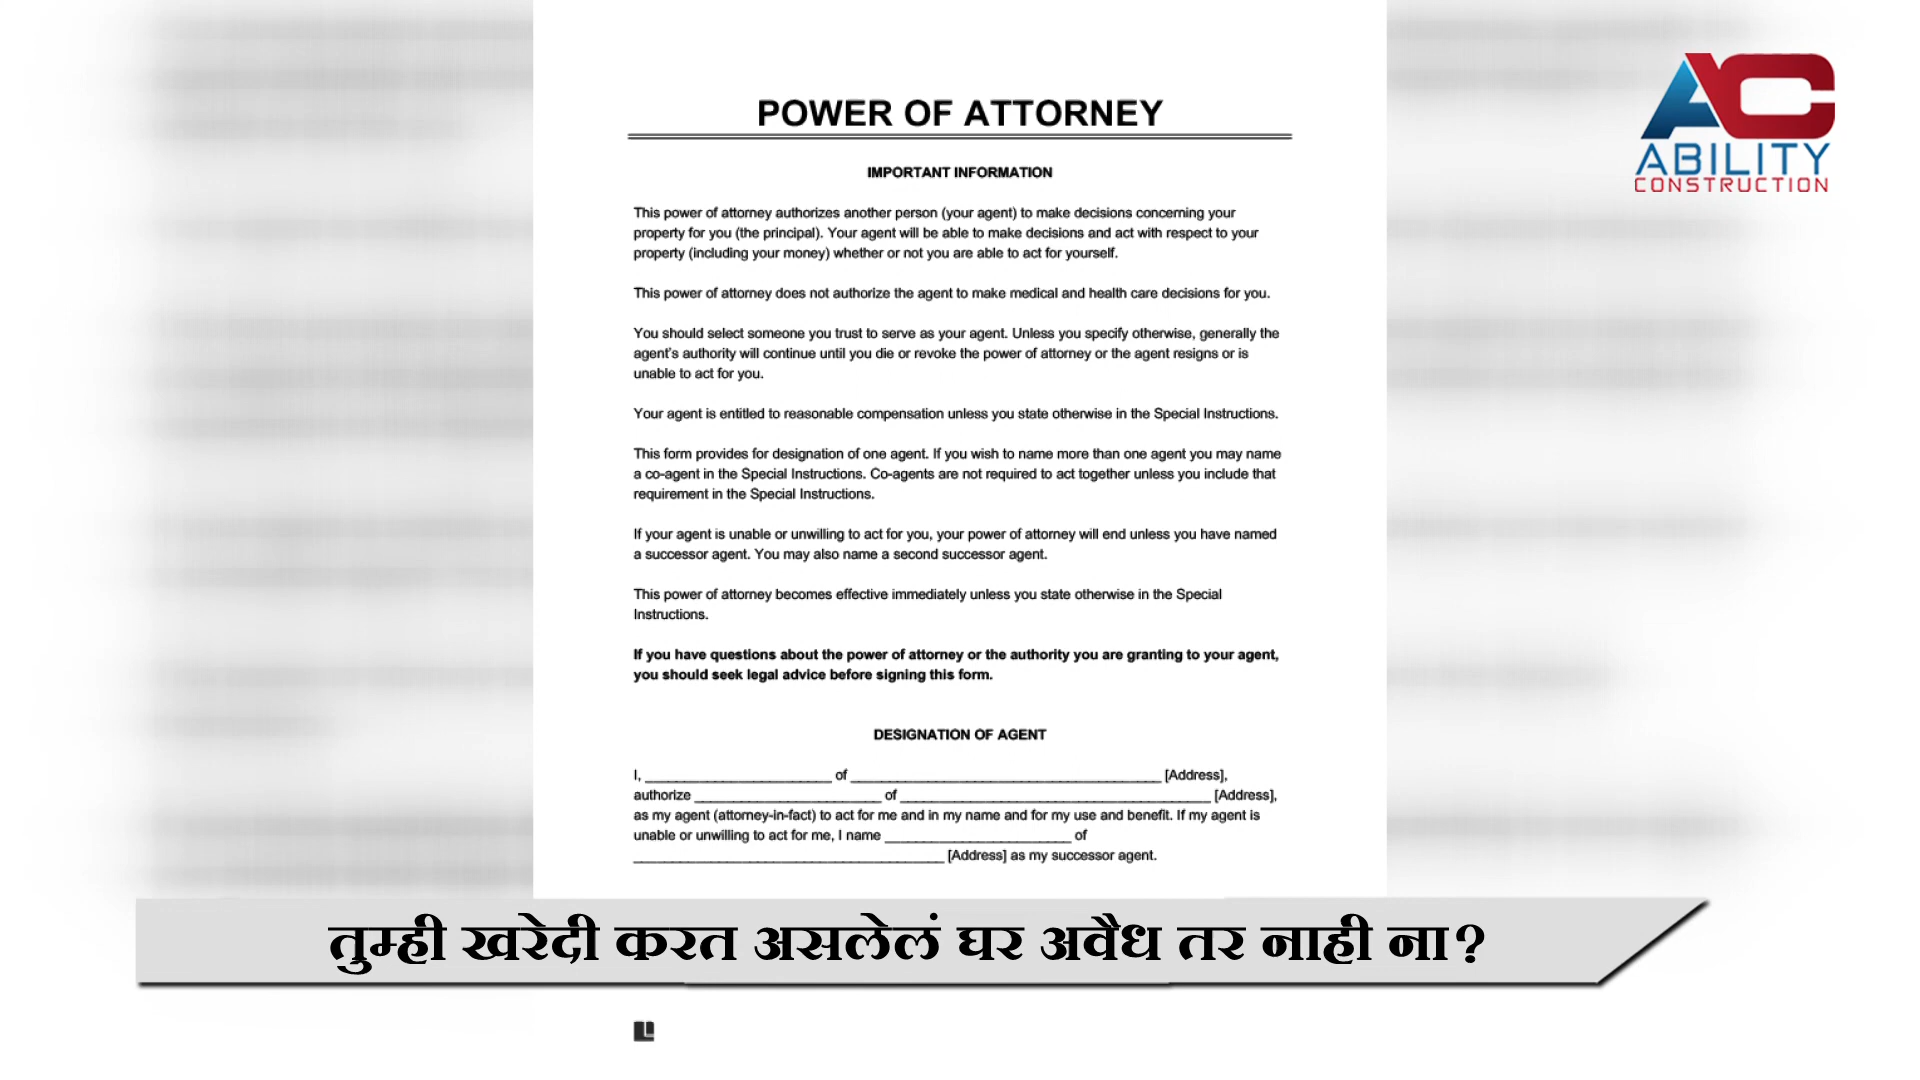 POWER OF ATTORNEY
IMPORTANT INFORMATION
This power of attorney authorizes another person (your agent) to make decisions concerning your
property for you (the principal). Your agent will be able to make decisions and act with respect to your
property (including your money) whether or not you are able to act for yourself.
This power of attorney does not authorize the agent to make medical and health care decisions for you.
You should select someone you trust to serve as your agent. Unless you specify otherwise, generally the
agent's authority will continue until you die or revoke the power of attorney or the agent resigns or is
unable to act for you.
Your agent is entitled to reasonable compensation unless you state otherwise in the Special Instructions.
This form provides for designation of one agent. If you wish to name more than one agent you may name
a co-agent in the Special Instructions. Co-agents are not required to act together unless you include that
requirement in the Special Instructions.
If your agent is unable or unwilling to act for you, your power of attorney will end unless you have named
a successor agent. You may also name a second successor agent.
This power of attorney becomes effective immediately unless you state otherwise in the Special
Instructions.
If you have questions about the power of attorney or the authority you are granting to your agent,
you should seek legal advice before signing this form.
DESIGNATION OF AGENT
I, ________________________ of ________________________________________ [Address],
authorize ________________________ of ________________________________________ [Address],
as my agent (attorney-in-fact) to act for me and in my name and for my use and benefit. If my agent is
unable or unwilling to act for me, I name ________________________ of
________________________________________ [Address] as my successor agent.
AC
ABILITY
CONSTRUCTION
तुम्ही खरेदी करत असलेलं घर अवैध तर नाही ना?